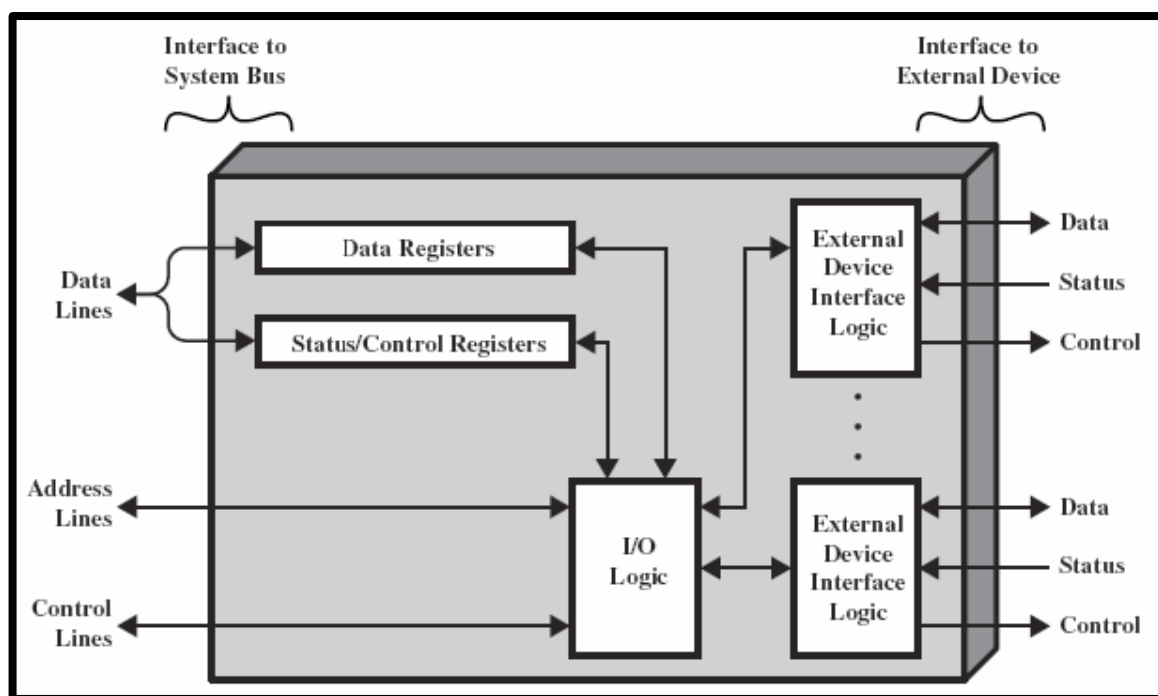 Interface to
System Bus
Interface to
External Device
Data Registers
Status/Control Registers
Data
Lines
Address
Lines
Control
Lines
I/O
Logic
External
Device
Interface
Logic
Data
Status
Control
External
Device
Interface
Logic
Data
Status
Control